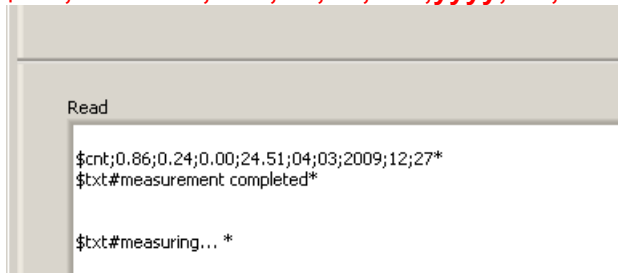 Read
$cnt;0.86;0.24;0.00;24.51;04;03;2009;12;27*
$txt#measurement completed*
$txt#measuring... *